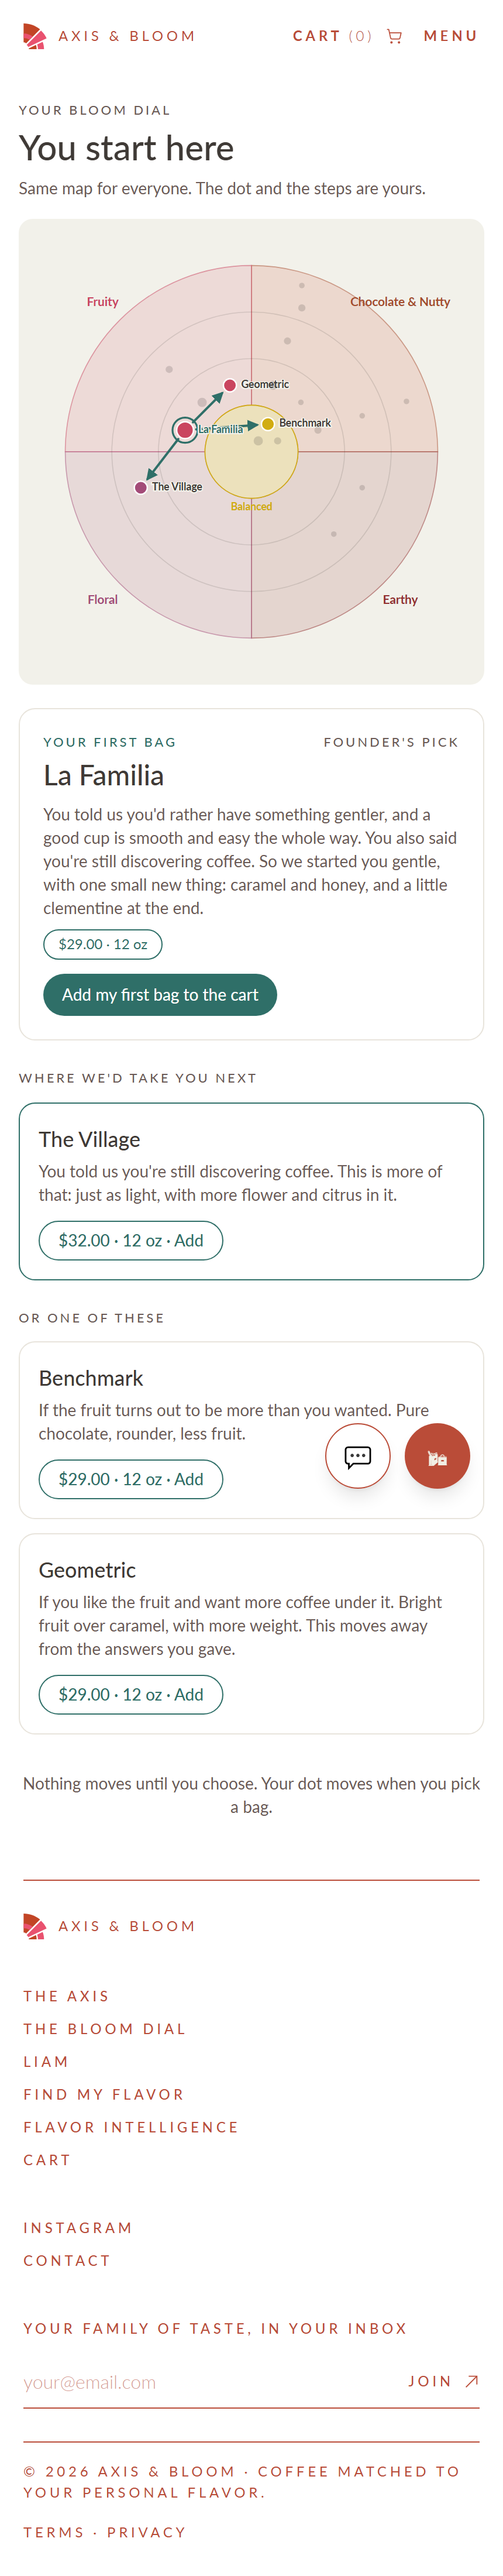 AXIS & BLOOM
CART (0)
MENU
YOUR BLOOM DIAL
You start here
Same map for everyone. The dot and the steps are yours.
Fruity
Chocolate & Nutty
Geometric
La Familia
Benchmark
The Village
Balanced
Floral
Earthy
YOUR FIRST BAG
FOUNDER'S PICK
La Familia
You told us you'd rather have something gentler, and a
good cup is smooth and easy the whole way. You also said
you're still discovering coffee. So we started you gentle,
with one small new thing: caramel and honey, and a little
clementine at the end.
$29.00 · 12 oz
Add my first bag to the cart
WHERE WE'D TAKE YOU NEXT
The Village
You told us you're still discovering coffee. This is more of
that: just as light, with more flower and citrus in it.
$32.00 · 12 oz · Add
OR ONE OF THESE
Benchmark
If the fruit turns out to be more than you wanted. Pure
chocolate, rounder, less fruit.
$29.00 · 12 oz · Add
Geometric
If you like the fruit and want more coffee under it. Bright
fruit over caramel, with more weight. This moves away
from the answers you gave.
$29.00 · 12 oz · Add
Nothing moves until you choose. Your dot moves when you pick
a bag.
AXIS & BLOOM
THE AXIS
THE BLOOM DIAL
LIAM
FIND MY FLAVOR
FLAVOR INTELLIGENCE
CART
INSTAGRAM
CONTACT
YOUR FAMILY OF TASTE, IN YOUR INBOX
your@email.com
JOIN
© 2026 AXIS & BLOOM · COFFEE MATCHED TO
YOUR PERSONAL FLAVOR.
TERMS · PRIVACY